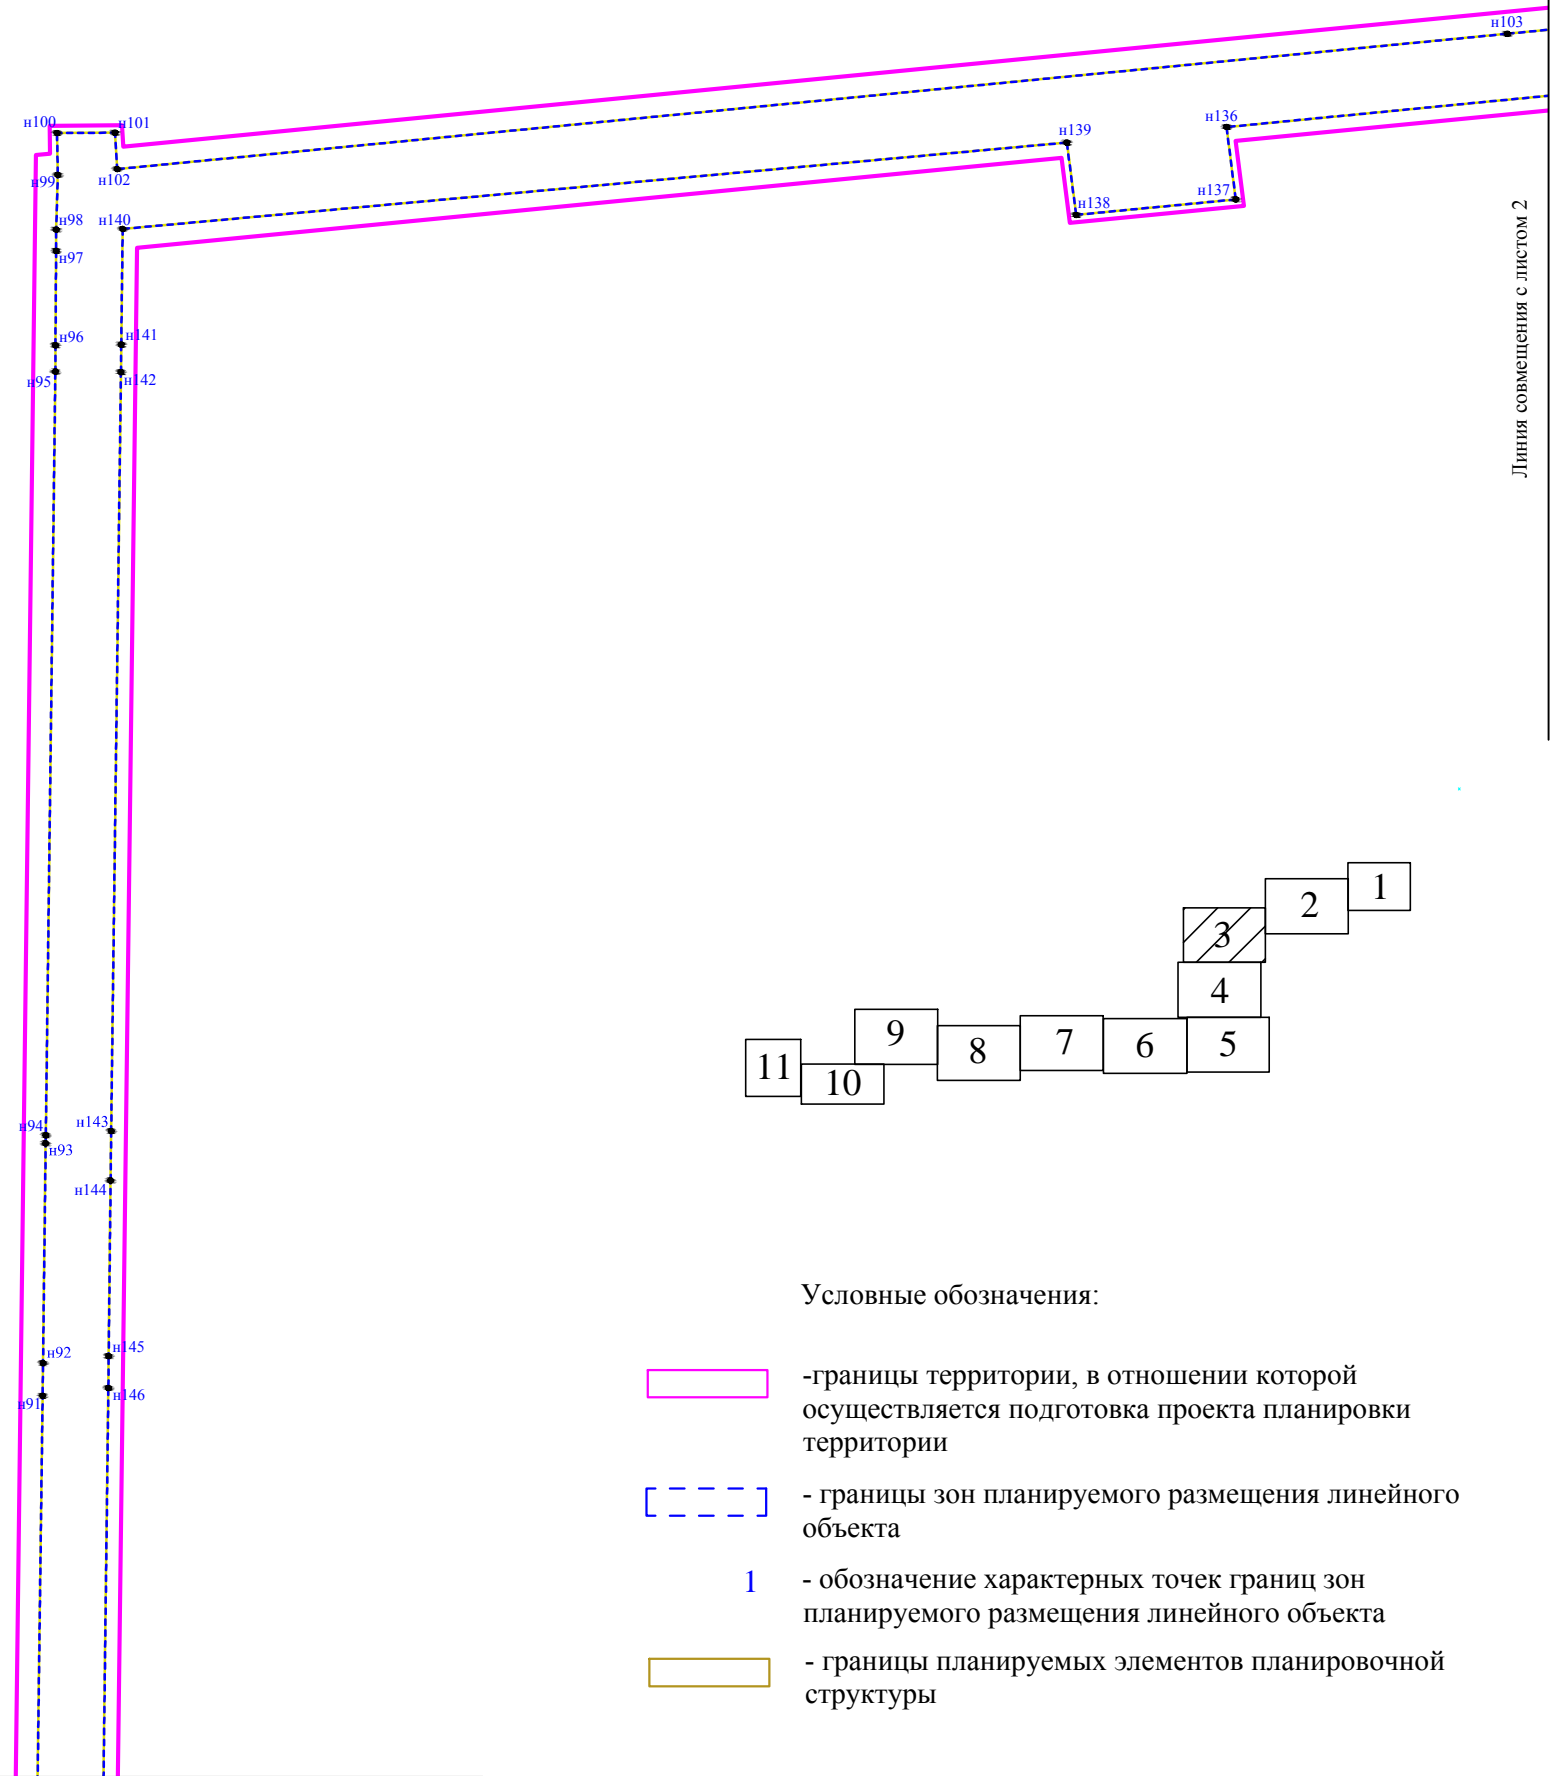 н103
н100
н101
н136
н139
н102
н99
н137
н138
н98
н140
н97
Линия совмещения с листом 2
н96
н141
н95
н142
1
2
3
4
9
7
6
5
8
11
10
н94
н143
н93
н144
Условные обозначения:
н92
н145
н91
н146
-границы территории, в отношении которой
осуществляется подготовка проекта планировки
территории
- границы зон планируемого размещения линейного
объекта
1 - обозначение характерных точек границ зон
планируемого размещения линейного объекта
- границы планируемых элементов планировочной
структуры